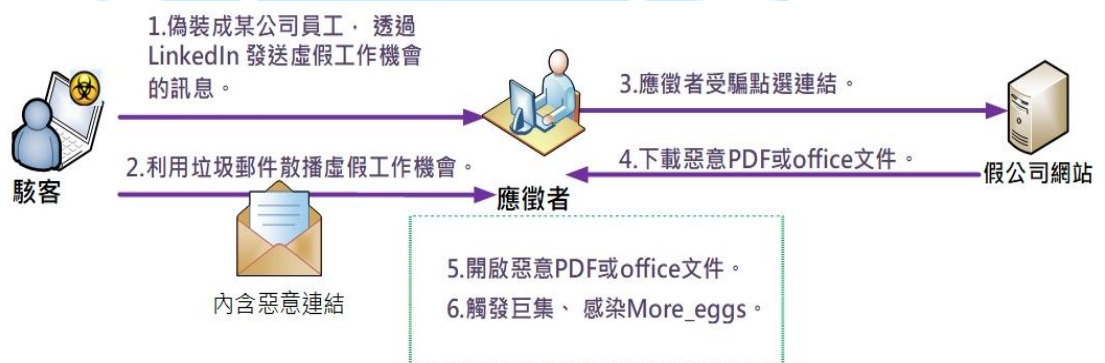 1.偽裝成某公司員工，透過
LinkedIn 發送虛假工作機會
的訊息。
3.應徵者受騙點選連結。
2.利用垃圾郵件散播虛假工作機會。
4.下載惡意PDF或office文件。
駭客
應徵者
假公司網站
內含惡意連結
5.開啟惡意PDF或office文件。
6.觸發巨集、感染More_eggs。